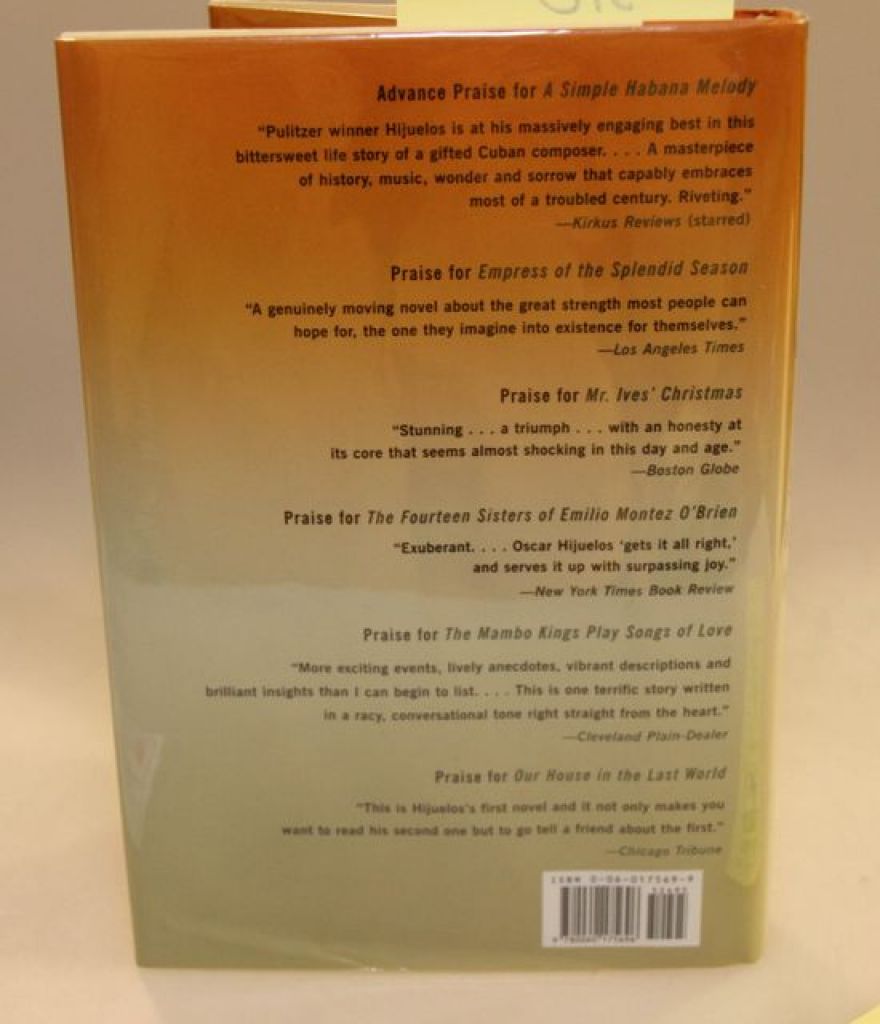 Advance Praise for A Simple Habana Melody
“Pulitzer winner Hijuelos is at his massively engaging best in this
bittersweet life story of a gifted Cuban composer. . . . A masterpiece
of history, music, wonder and sorrow that capably embraces
most of a troubled century. Riveting.”
—Kirkus Reviews (starred)
Praise for Empress of the Splendid Season
“A genuinely moving novel about the great strength most people can
hope for, the one they imagine into existence for themselves.”
—Los Angeles Times
Praise for Mr. Ives’ Christmas
“Stunning . . . a triumph . . . with an honesty at
its core that seems almost shocking in this day and age.”
—Boston Globe
Praise for The Fourteen Sisters of Emilio Montez O’Brien
“Exuberant. . . . Oscar Hijuelos ‘gets it all right,’
and serves it up with surpassing joy.”
—New York Times Book Review
Praise for The Mambo Kings Play Songs of Love
“More exciting events, lively anecdotes, vibrant descriptions and
brilliant insights than I can begin to list. . . . This is one terrific story written
in a racy, conversational tone right straight from the heart.”
—Cleveland Plain-Dealer
Praise for Our House in the Last World
“This is Hijuelos’s first novel and it not only makes you
want to read his second one but to go tell a friend about the first.”
—Chicago Tribune
ISBN 0-06-017569-9